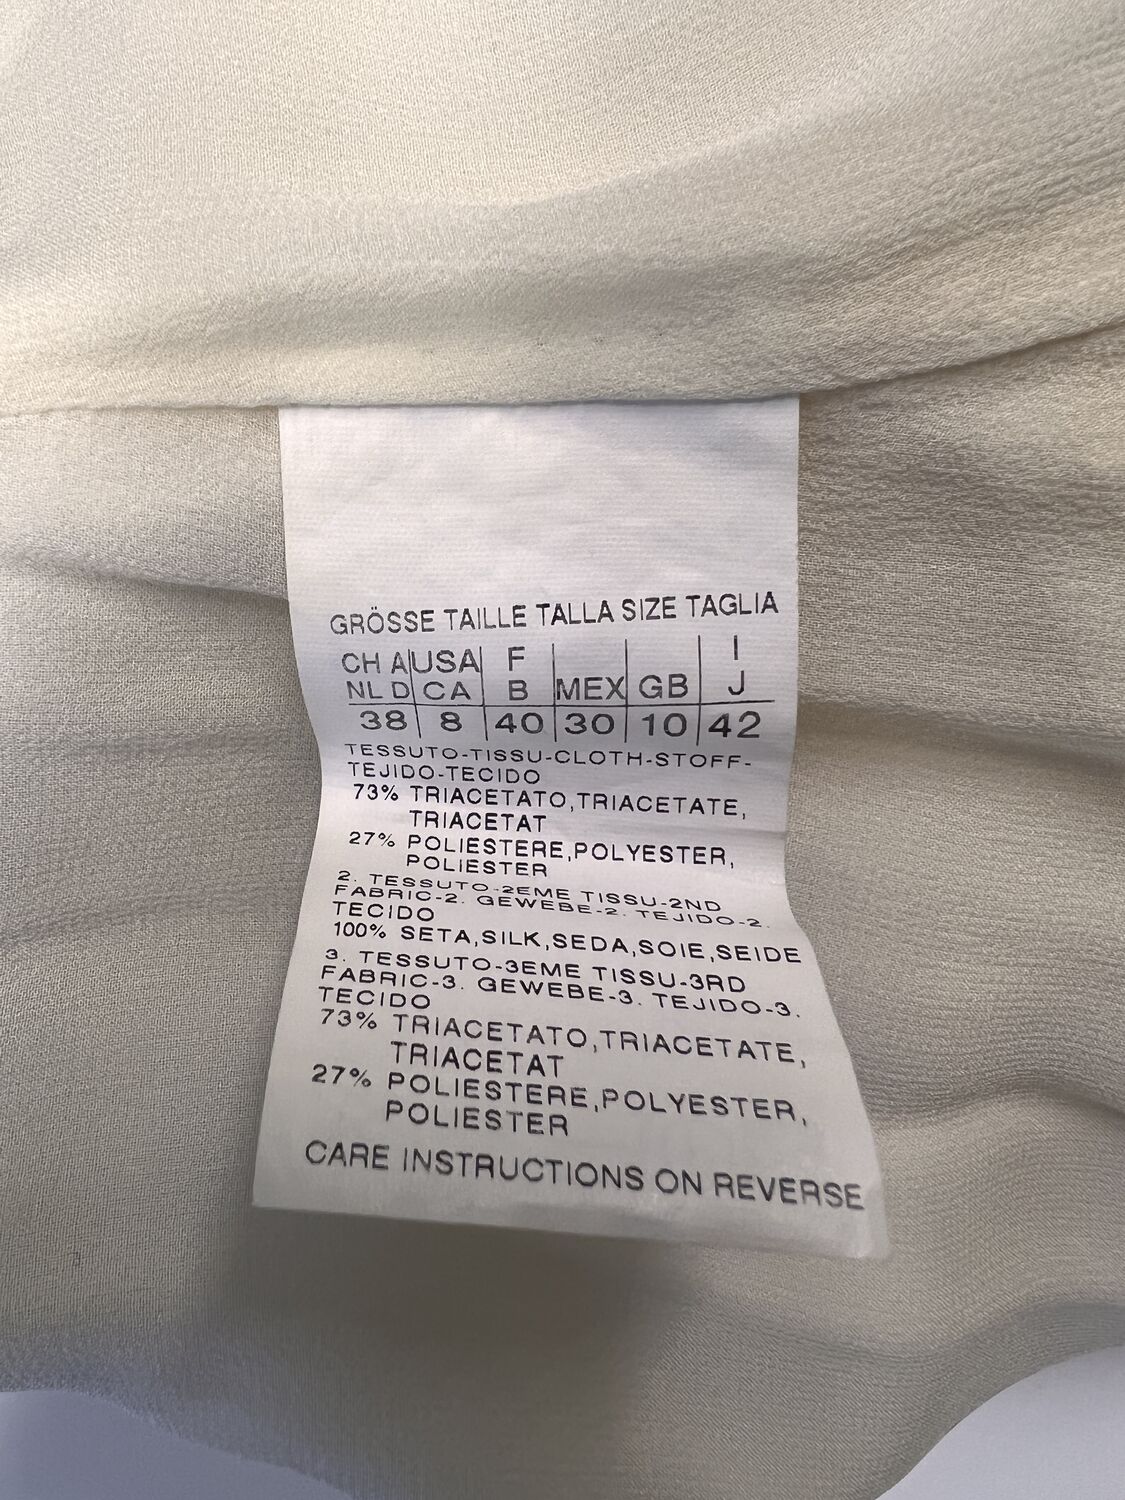 GRÖSSE TAILLE TALLA SIZE TAGLIA
CH A USA F I
NL D CA B MEX GB J
38 8 40 30 10 42
TESSUTO-TISSU-CLOTH-STOFF-
TEJIDO-TECIDO
73% TRIACETATO,TRIACETATE,
TRIACETAT
27% POLIESTERE,POLYESTER,
POLIESTER
2. TESSUTO-2EME TISSU-2ND
FABRIC-2. GEWEBE-2. TEJIDO-2.
TECIDO
100% SETA,SILK,SEDA,SOIE,SEIDE
3. TESSUTO-3EME TISSU-3RD
FABRIC-3. GEWEBE-3. TEJIDO-3.
TECIDO
73% TRIACETATO,TRIACETATE,
TRIACETAT
27% POLIESTERE,POLYESTER,
POLIESTER
CARE INSTRUCTIONS ON REVERSE